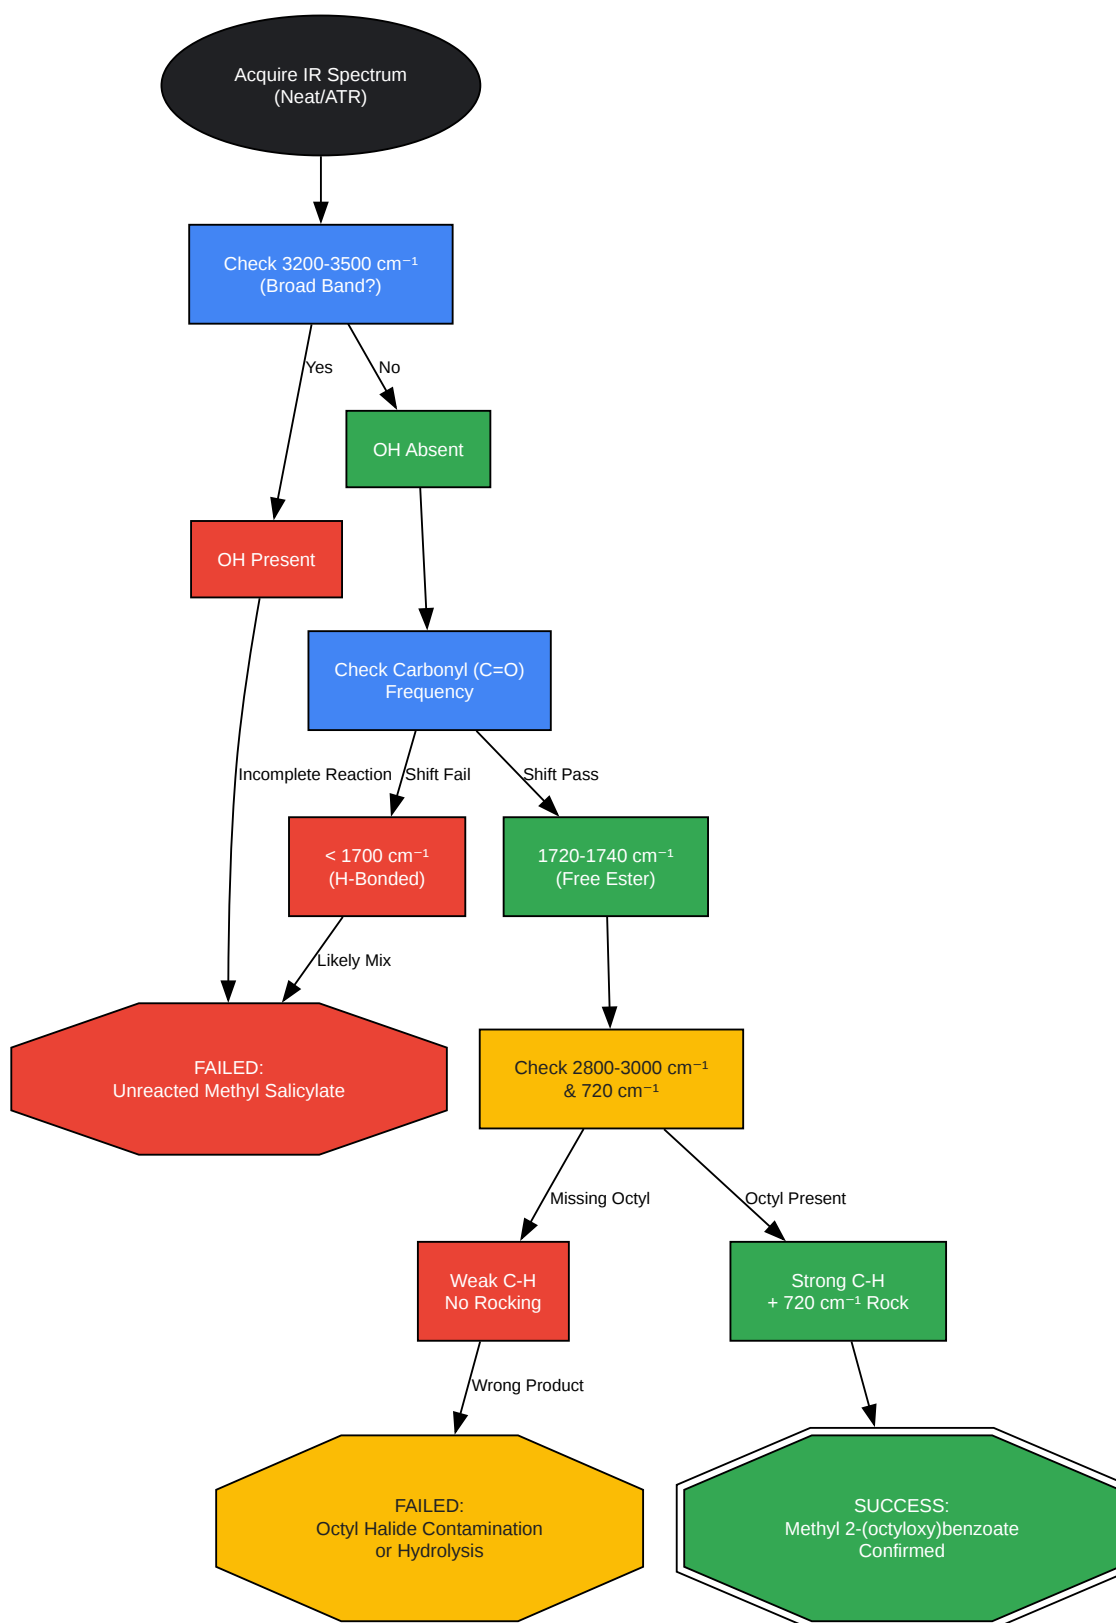 Acquire IR Spectrum
(Neat/ATR)
Check 3200-3500 cm⁻¹
(Broad Band?)
Yes
No
OH Absent
OH Present
Check Carbonyl (C=O)
Frequency
Incomplete Reaction
Shift Fail
Shift Pass
< 1700 cm⁻¹
(H-Bonded)
1720-1740 cm⁻¹
(Free Ester)
Likely Mix
FAILED:
Unreacted Methyl Salicylate
Check 2800-3000 cm⁻¹
& 720 cm⁻¹
Missing Octyl
Octyl Present
Weak C-H
No Rocking
Strong C-H
+ 720 cm⁻¹ Rock
Wrong Product
FAILED:
Octyl Halide Contamination
or Hydrolysis
SUCCESS:
Methyl 2-(octyloxy)benzoate
Confirmed